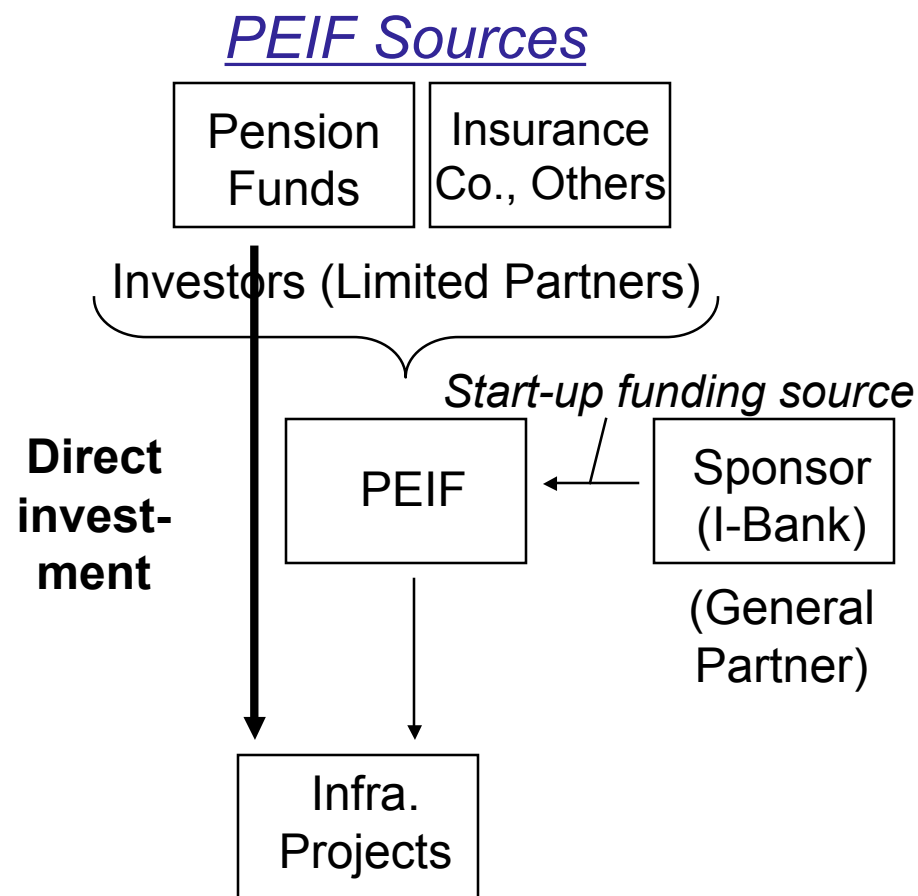 PEIF Sources
Pension
Funds
Insurance
Co., Others
Investors (Limited Partners)
Start-up funding source
Direct
invest-
ment
PEIF
Sponsor
(I-Bank)
(General
Partner)
Infra.
Projects